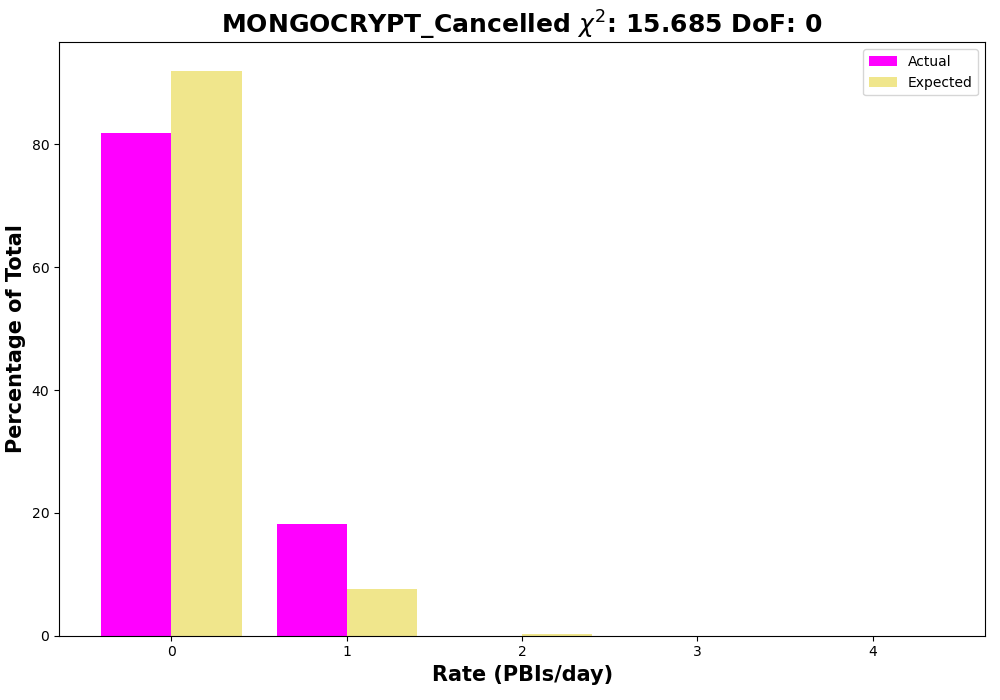 MONGOCRYPT_Cancelled χ²: 15.685 DoF: 0
Actual
Expected
Percentage of Total
80
60
40
20
0
0 1 2 3 4
Rate (PBIs/day)